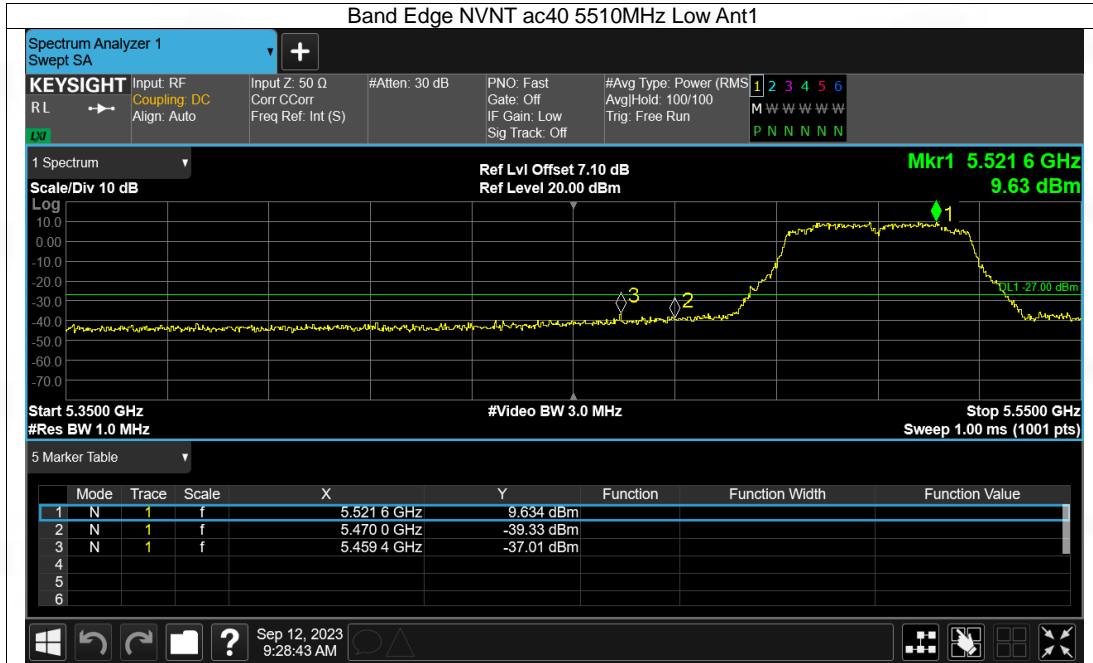 Band Edge NVNT ac40 5510MHz Low Ant1
Spectrum Analyzer 1
Swept SA
KEYSIGHT
R L
LXI
Input: RF
Coupling: DC
Align: Auto
Input Z: 50 Ω
Corr CCorr
Freq Ref: Int (S)
#Atten: 30 dB
PNO: Fast
Gate: Off
IF Gain: Low
Sig Track: Off
#Avg Type: Power (RMS
Avg|Hold: 100/100
Trig: Free Run
1 2 3 4 5 6
M W W W W W
P N N N N N
1 Spectrum
Scale/Div 10 dB
Ref Lvl Offset 7.10 dB
Ref Level 20.00 dBm
Mkr1 5.521 6 GHz
9.63 dBm
Log
10.0
0.00
-10.0
-20.0
-30.0
-40.0
-50.0
-60.0
-70.0
1
3
2
DL1 -27.00 dBm
Start 5.3500 GHz
#Res BW 1.0 MHz
#Video BW 3.0 MHz
Stop 5.5500 GHz
Sweep 1.00 ms (1001 pts)
5 Marker Table
Mode Trace Scale X Y Function Function Width Function Value
1 N 1 f 5.521 6 GHz 9.634 dBm
2 N 1 f 5.470 0 GHz -39.33 dBm
3 N 1 f 5.459 4 GHz -37.01 dBm
4
5
6
?
Sep 12, 2023
9:28:43 AM